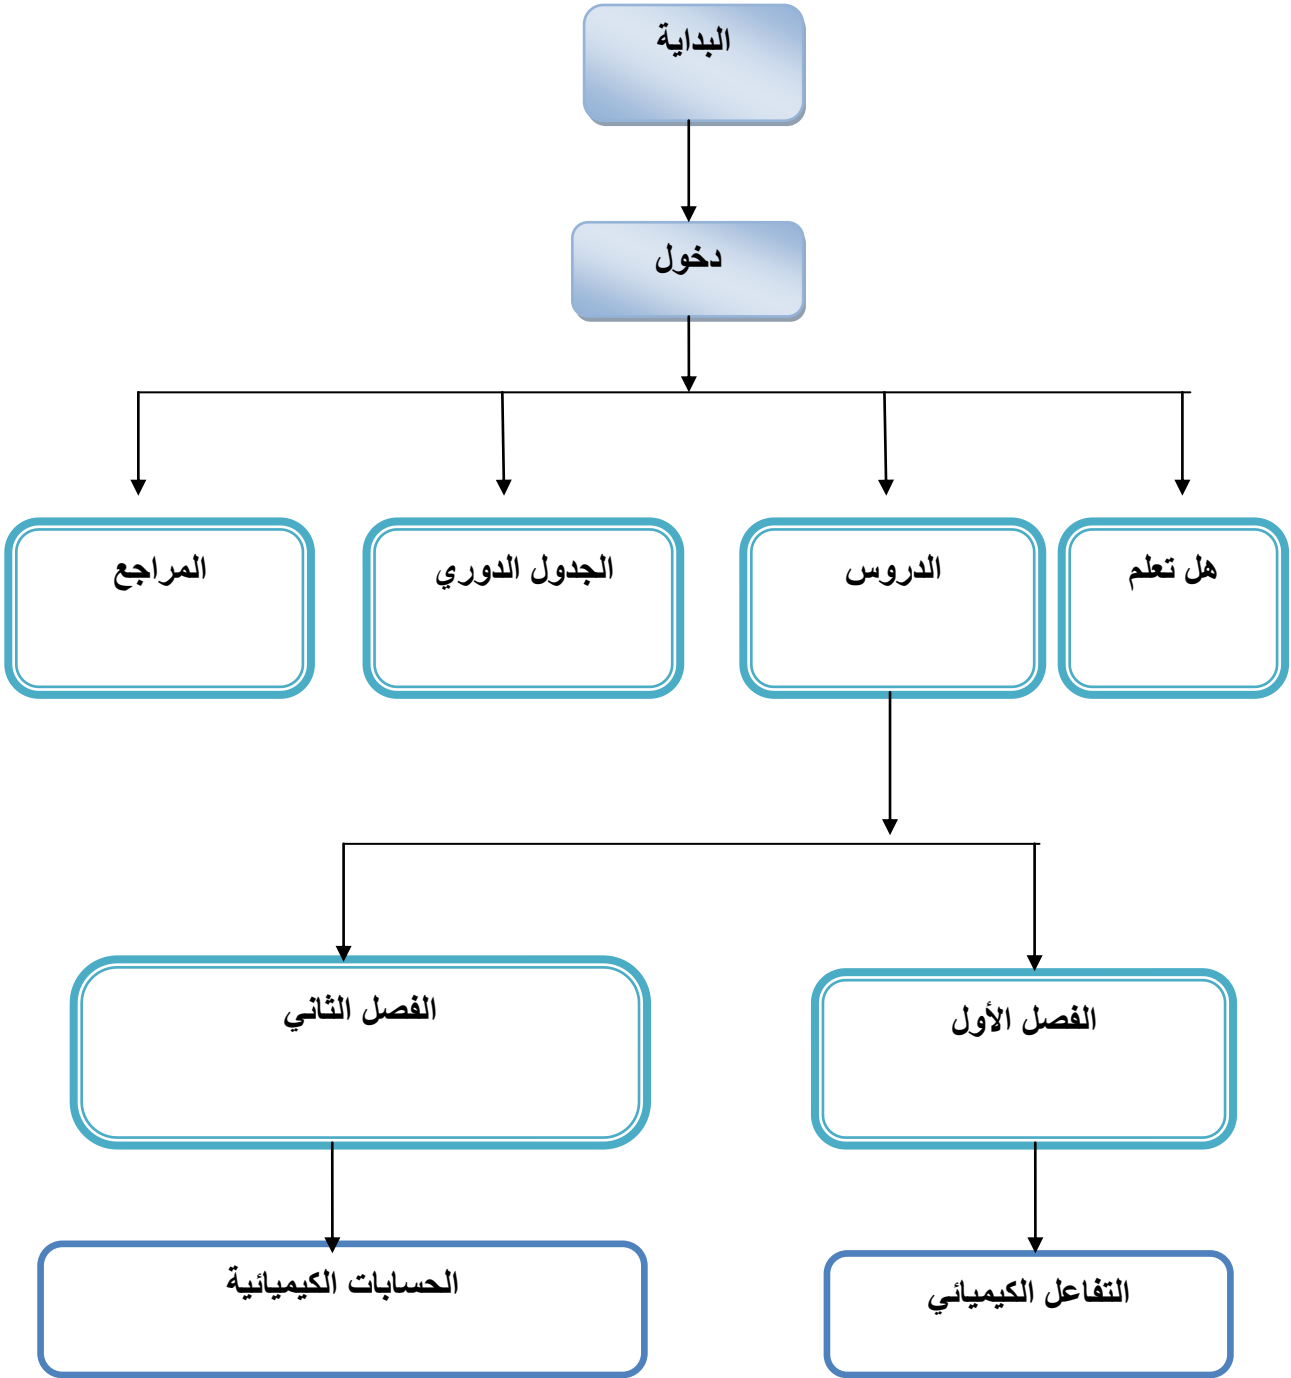 البداية
دخول
هل تعلم
الدروس
الجدول الدوري
المراجع
الفصل الأول
الفصل الثاني
التفاعل الكيميائي
الحسابات الكيميائية